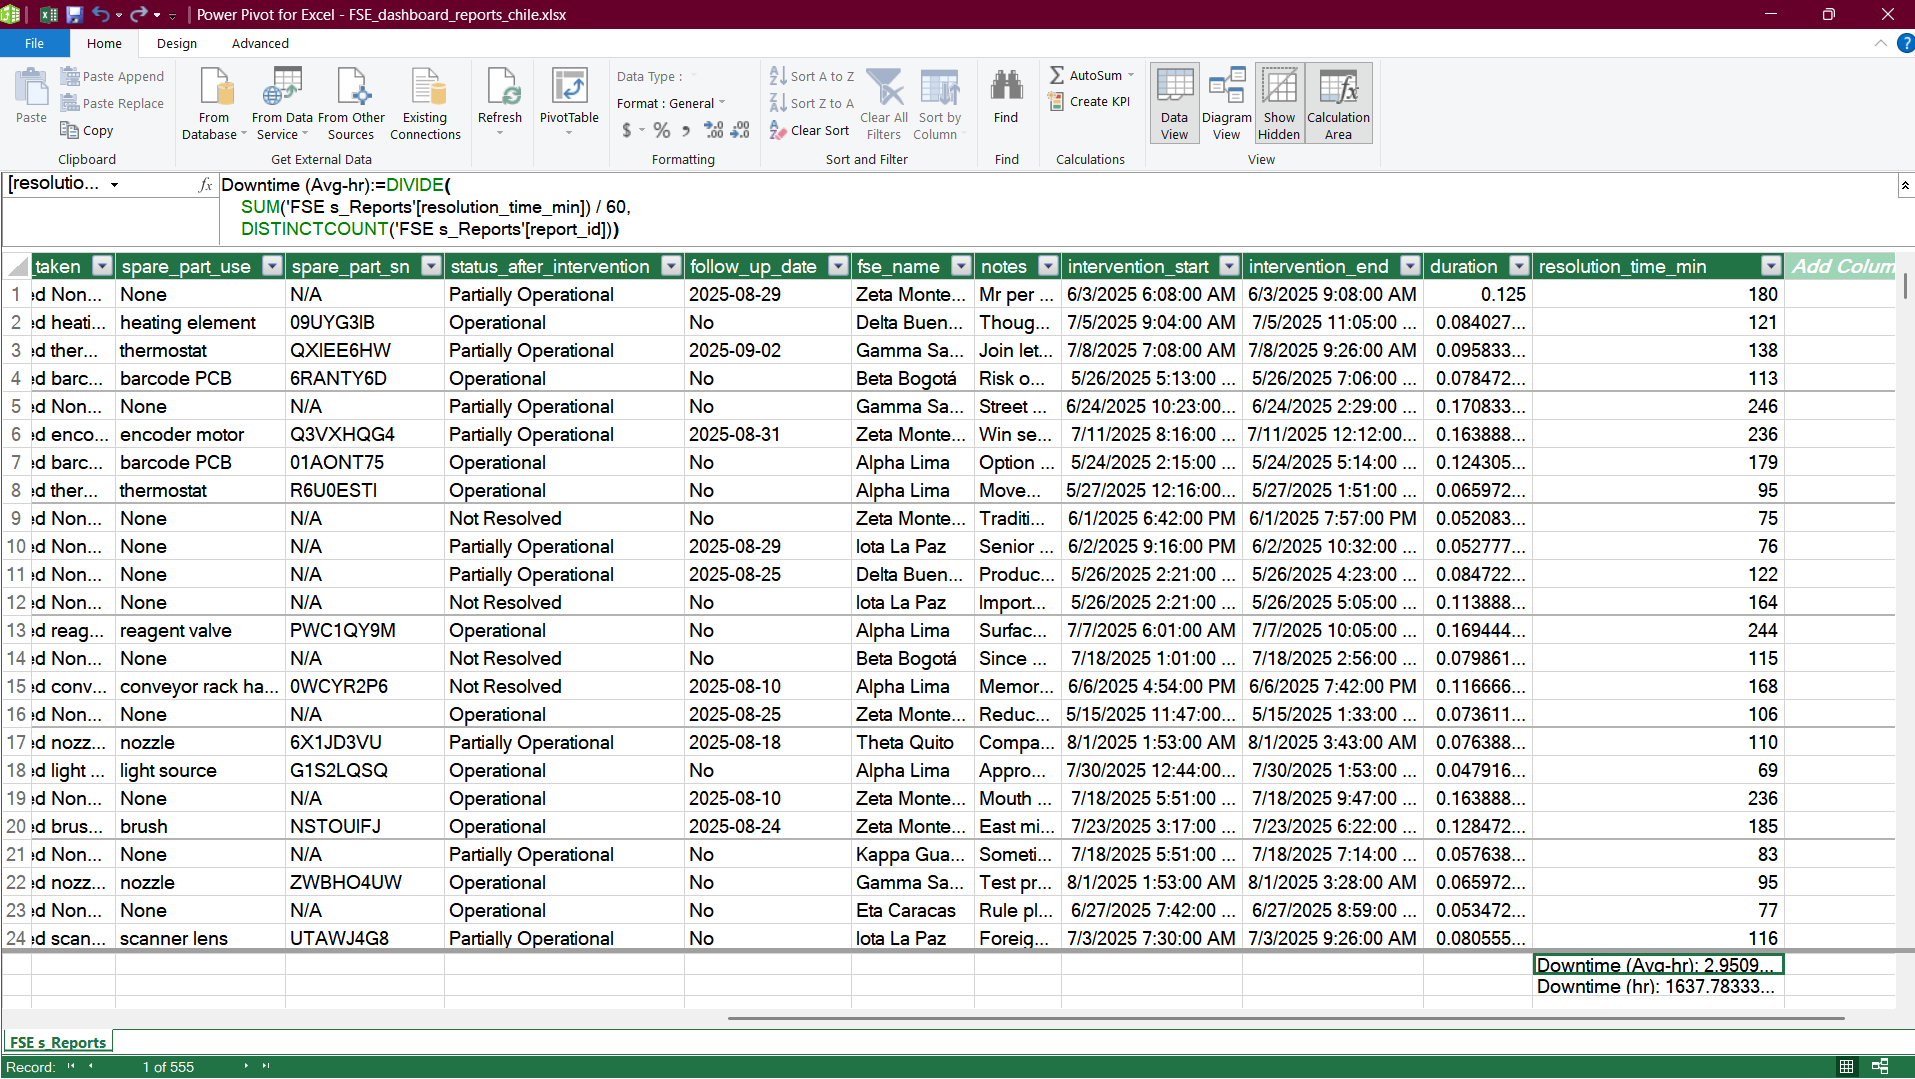 Power Pivot for Excel - FSE_dashboard_reports_chile.xlsx
File Home Design Advanced
Paste
Paste Append
Paste Replace
Copy
Clipboard
From Database
From Data Service
From Other Sources
Existing Connections
Get External Data
Refresh
PivotTable
Data Type :
Format : General
$ % ,
Formatting
Sort A to Z
Sort Z to A
Clear Sort
Clear All Filters
Sort by Column
Sort and Filter
Find
Find
AutoSum
Create KPI
Calculations
Data View
Diagram View
Show Hidden
Calculation Area
View
[resolutio...
fx
Downtime (Avg-hr):=DIVIDE(
SUM('FSE s_Reports'[resolution_time_min]) / 60,
DISTINCTCOUNT('FSE s_Reports'[report_id]))
_taken spare_part_use spare_part_sn status_after_intervention follow_up_date fse_name notes intervention_start intervention_end duration resolution_time_min Add Colum
1 ed Non... None N/A Partially Operational 2025-08-29 Zeta Monte... Mr per ... 6/3/2025 6:08:00 AM 6/3/2025 9:08:00 AM 0.125 180
2 ed heati... heating element 09UYG3IB Operational No Delta Buen... Thoug... 7/5/2025 9:04:00 AM 7/5/2025 11:05:00 ... 0.084027... 121
3 ed ther... thermostat QXIEE6HW Partially Operational 2025-09-02 Gamma Sa... Join let... 7/8/2025 7:08:00 AM 7/8/2025 9:26:00 AM 0.095833... 138
4 ed barc... barcode PCB 6RANTY6D Operational No Beta Bogotá Risk o... 5/26/2025 5:13:00 ... 5/26/2025 7:06:00 ... 0.078472... 113
5 ed Non... None N/A Partially Operational No Gamma Sa... Street ... 6/24/2025 10:23:00... 6/24/2025 2:29:00 ... 0.170833... 246
6 ed enco... encoder motor Q3VXHQG4 Partially Operational 2025-08-31 Zeta Monte... Win se... 7/11/2025 8:16:00 ... 7/11/2025 12:12:00... 0.163888... 236
7 ed barc... barcode PCB 01AONT75 Operational No Alpha Lima Option ... 5/24/2025 2:15:00 ... 5/24/2025 5:14:00 ... 0.124305... 179
8 ed ther... thermostat R6U0ESTI Operational No Alpha Lima Move... 5/27/2025 12:16:00... 5/27/2025 1:51:00 ... 0.065972... 95
9 ed Non... None N/A Not Resolved No Zeta Monte... Traditi... 6/1/2025 6:42:00 PM 6/1/2025 7:57:00 PM 0.052083... 75
10 ed Non... None N/A Partially Operational 2025-08-29 Iota La Paz Senior ... 6/2/2025 9:16:00 PM 6/2/2025 10:32:00 ... 0.052777... 76
11 ed Non... None N/A Partially Operational 2025-08-25 Delta Buen... Produc... 5/26/2025 2:21:00 ... 5/26/2025 4:23:00 ... 0.084722... 122
12 ed Non... None N/A Not Resolved No Iota La Paz Import... 5/26/2025 2:21:00 ... 5/26/2025 5:05:00 ... 0.113888... 164
13 ed reag... reagent valve PWC1QY9M Operational No Alpha Lima Surfac... 7/7/2025 6:01:00 AM 7/7/2025 10:05:00 ... 0.169444... 244
14 ed Non... None N/A Not Resolved No Beta Bogotá Since ... 7/18/2025 1:01:00 ... 7/18/2025 2:56:00 ... 0.079861... 115
15 ed conv... conveyor rack ha... 0WCYR2P6 Not Resolved 2025-08-10 Alpha Lima Memor... 6/6/2025 4:54:00 PM 6/6/2025 7:42:00 PM 0.116666... 168
16 ed Non... None N/A Operational 2025-08-25 Zeta Monte... Reduc... 5/15/2025 11:47:00... 5/15/2025 1:33:00 ... 0.073611... 106
17 ed nozz... nozzle 6X1JD3VU Partially Operational 2025-08-18 Theta Quito Compa... 8/1/2025 1:53:00 AM 8/1/2025 3:43:00 AM 0.076388... 110
18 ed light ... light source G1S2LQSQ Operational No Alpha Lima Appro... 7/30/2025 12:44:00... 7/30/2025 1:53:00 ... 0.047916... 69
19 ed Non... None N/A Operational 2025-08-10 Zeta Monte... Mouth ... 7/18/2025 5:51:00 ... 7/18/2025 9:47:00 ... 0.163888... 236
20 ed brus... brush NSTOUIFJ Operational 2025-08-24 Zeta Monte... East mi... 7/23/2025 3:17:00 ... 7/23/2025 6:22:00 ... 0.128472... 185
21 ed Non... None N/A Partially Operational No Kappa Gua... Someti... 7/18/2025 5:51:00 ... 7/18/2025 7:14:00 ... 0.057638... 83
22 ed nozz... nozzle ZWBHO4UW Operational No Gamma Sa... Test pr... 8/1/2025 1:53:00 AM 8/1/2025 3:28:00 AM 0.065972... 95
23 ed Non... None N/A Operational No Eta Caracas Rule pl... 6/27/2025 7:42:00 ... 6/27/2025 8:59:00 ... 0.053472... 77
24 ed scan... scanner lens UTAWJ4G8 Partially Operational No Iota La Paz Foreig... 7/3/2025 7:30:00 AM 7/3/2025 9:26:00 AM 0.080555... 116
Downtime (Avg-hr): 2.9509...
Downtime (hr): 1637.78333...
FSE s_Reports
Record: 1 of 555